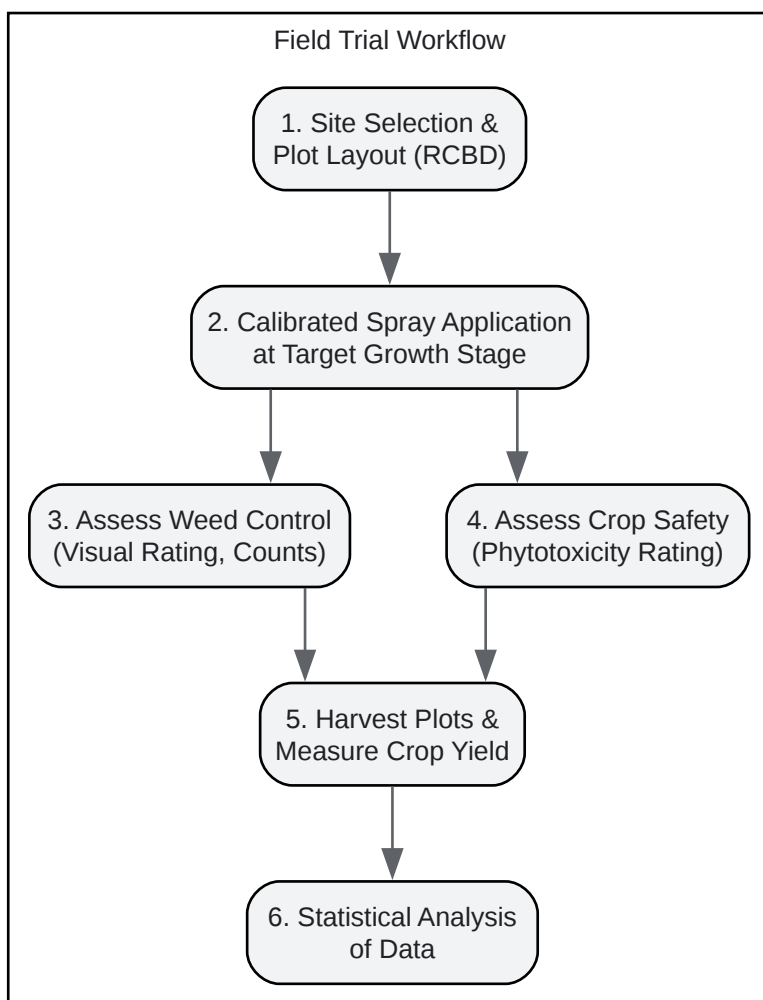 Field Trial Workflow
1. Site Selection &
Plot Layout (RCBD)
2. Calibrated Spray Application
at Target Growth Stage
3. Assess Weed Control
(Visual Rating, Counts)
4. Assess Crop Safety
(Phytotoxicity Rating)
5. Harvest Plots &
Measure Crop Yield
6. Statistical Analysis
of Data